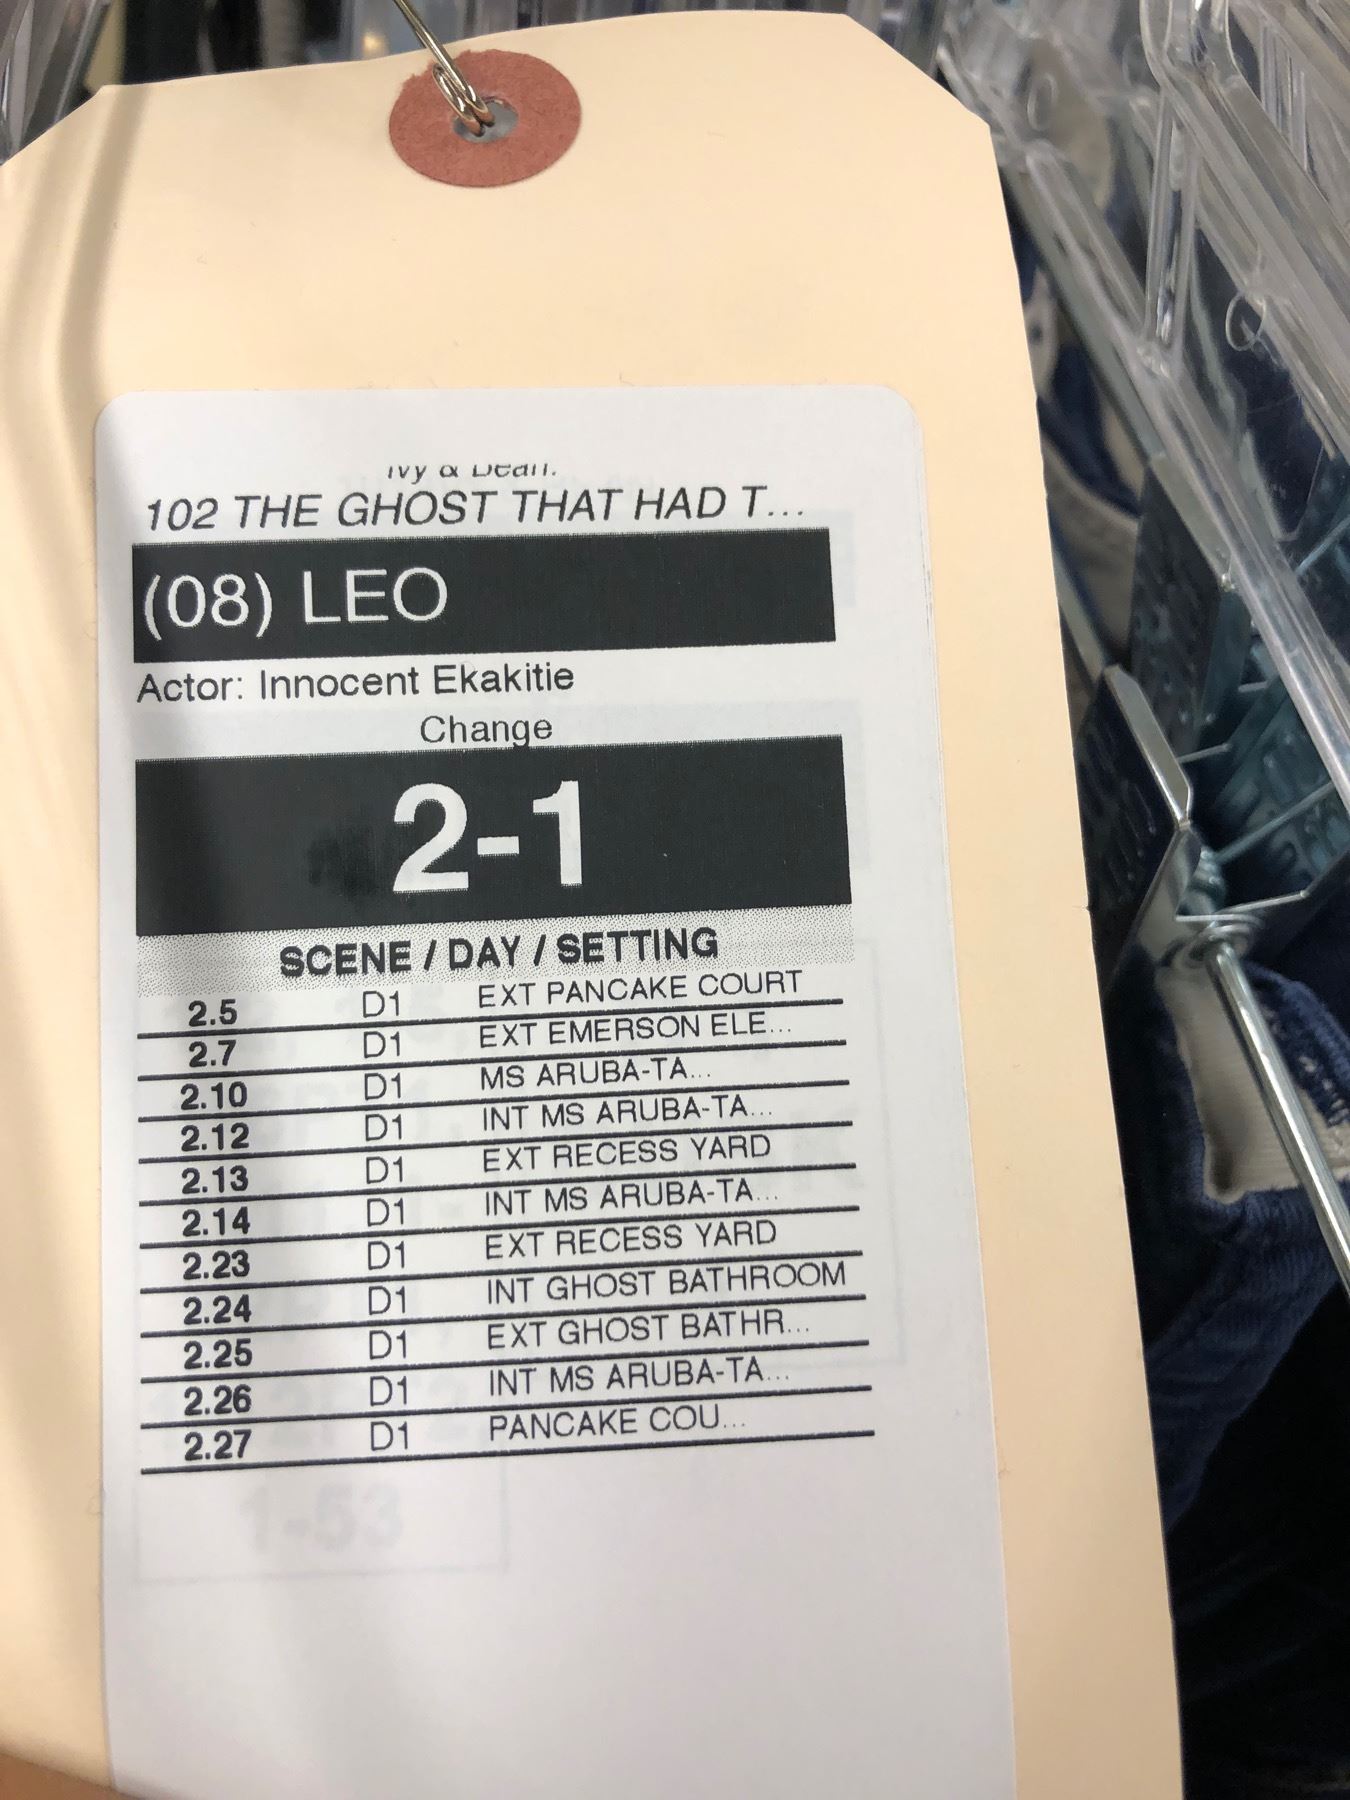 Ivy & Bean:
102 THE GHOST THAT HAD T...
(08) LEO
Actor: Innocent Ekakitie
Change
2-1
SCENE / DAY / SETTING
2.5 D1 EXT PANCAKE COURT
2.7 D1 EXT EMERSON ELE...
2.10 D1 MS ARUBA-TA...
2.12 D1 INT MS ARUBA-TA...
2.13 D1 EXT RECESS YARD
2.14 D1 INT MS ARUBA-TA...
2.23 D1 EXT RECESS YARD
2.24 D1 INT GHOST BATHROOM
2.25 D1 EXT GHOST BATHR...
2.26 D1 INT MS ARUBA-TA...
2.27 D1 PANCAKE COU...
1-53